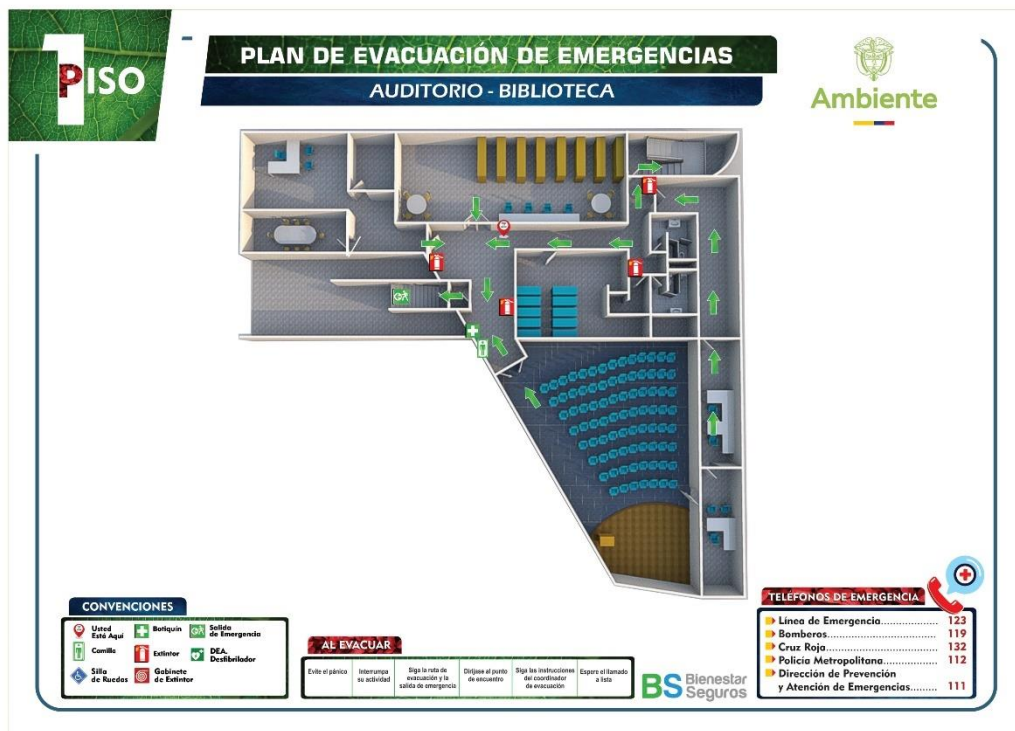 1
PISO
PLAN DE EVACUACIÓN DE EMERGENCIAS
AUDITORIO - BIBLIOTECA
Ambiente
CONVENCIONES
Usted
Está Aquí
Botiquín
Salida
de Emergencia
Camilla
Extintor
DEA.
Desfibrilador
Silla
de Ruedas
Gabinete
de Extintor
AL EVACUAR
Evite el pánico
Interrumpa
su actividad
Siga la ruta de
evacuación y la
salida de emergencia
Diríjase al punto
de encuentro
Siga las instrucciones
del coordinador
de evacuación
Espere el llamado
a lista
BS Bienestar
Seguros
TELEFONOS DE EMERGENCIA
Línea de Emergencia.................. 123
Bomberos.................................. 119
Cruz Roja.................................. 132
Policía Metropolitana................. 112
Dirección de Prevención
y Atención de Emergencias......... 111